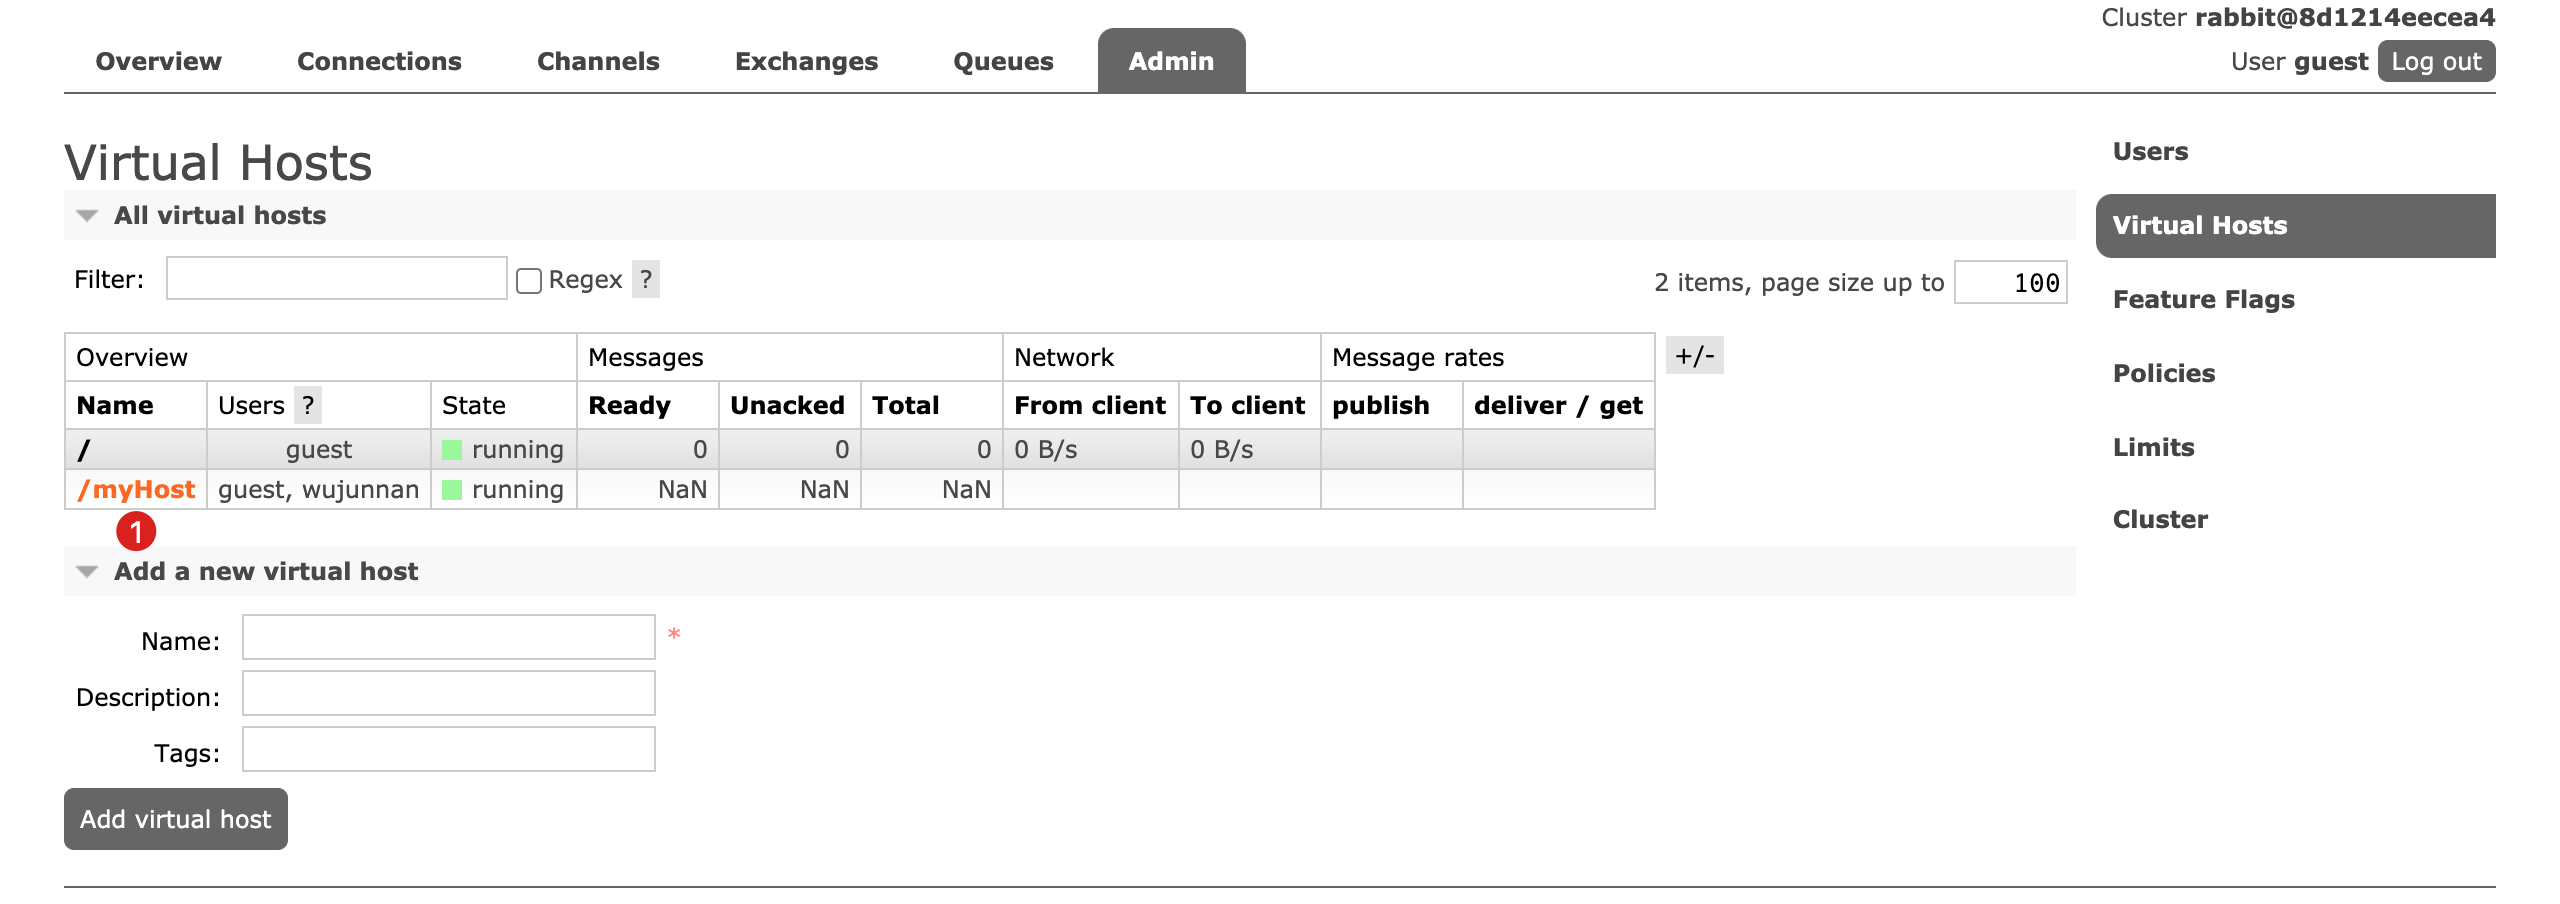 Cluster rabbit@8d1214eecea4
Overview Connections Channels Exchanges Queues Admin User guest Log out
Virtual Hosts
Users
All virtual hosts
Virtual Hosts
Filter: Regex ? 2 items, page size up to 100
Feature Flags
Overview Messages Network Message rates +/-
Policies
Name Users ? State Ready Unacked Total From client To client publish deliver / get
/ guest running 0 0 0 0 B/s 0 B/s
Limits
/myHost guest, wujunnan running NaN NaN NaN
1
Cluster
Add a new virtual host
Name: *
Description:
Tags:
Add virtual host